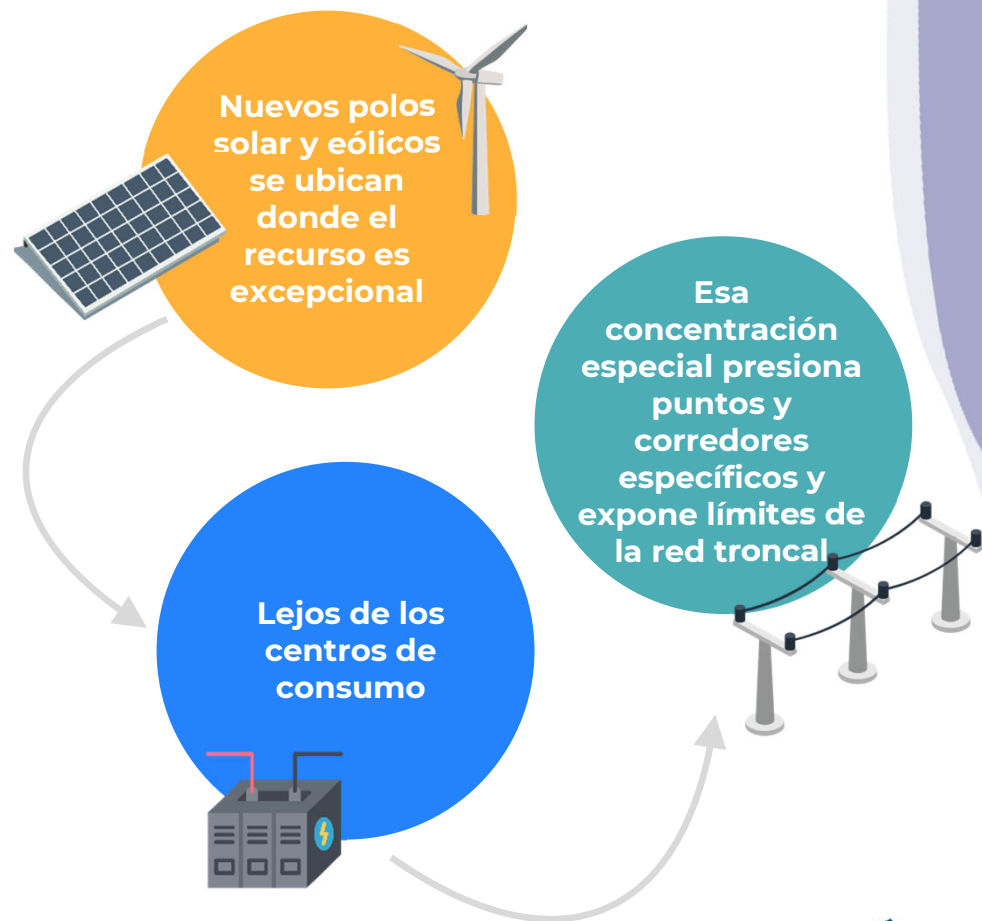 Nuevos polos
solar y eólicos
se ubican
donde el
recurso es
excepcional
Lejos de los
centros de
consumo
Esa
concentración
especial presiona
puntos y
corredores
específicos y
expone límites de
la red troncal